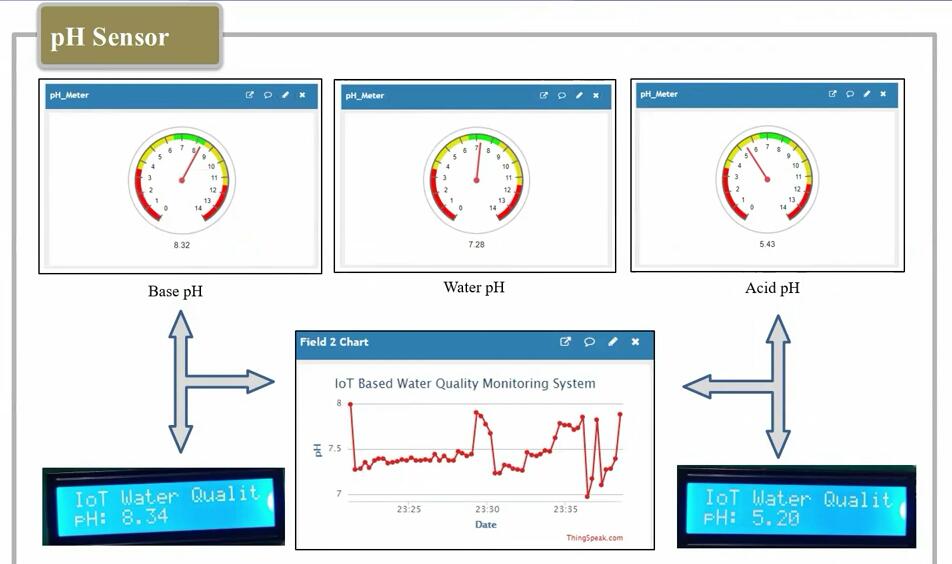 pH Sensor
pH_Meter
0 1 2 3 4 5 6 7 8 9 10 11 12 13 14
8.32
Base pH
pH_Meter
0 1 2 3 4 5 6 7 8 9 10 11 12 13 14
7.28
Water pH
pH_Meter
0 1 2 3 4 5 6 7 8 9 10 11 12 13 14
5.43
Acid pH
Field 2 Chart
IoT Based Water Quality Monitoring System
8
7.5
7
pH
23:25 23:30 23:35
Date
ThingSpeak.com
IoT Water Qualit
pH: 8.34
IoT Water Qualit
pH: 5.20